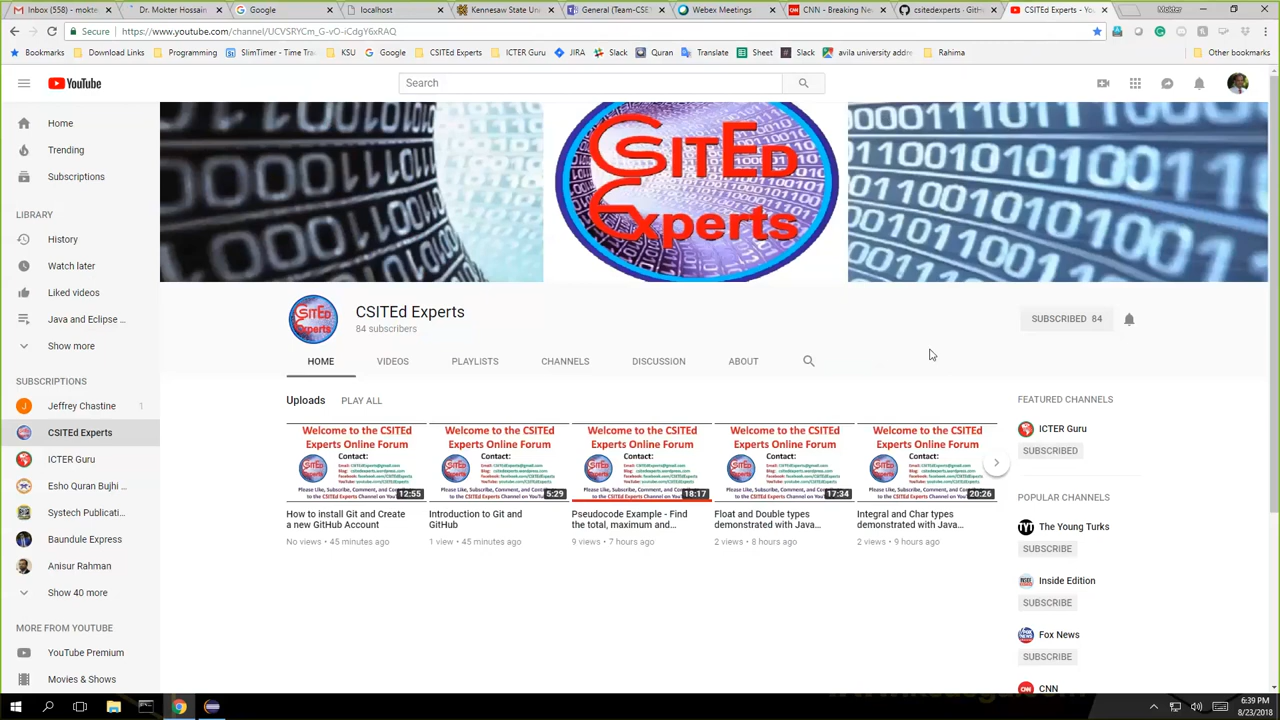 Inbox (558) - mokter
Dr. Mokter Hossain
Google
localhost
Kennesaw State Un
General (Team-CSET
Webex Meetings
CNN - Breaking Ne
csitedexperts · GitH
CSITEd Experts - Yo
Mokter
Secure
https://www.youtube.com/channel/UCVSRYCm_G-vO-iCdgY6xRAQ
Bookmarks
Download Links
Programming
SlimTimer - Time Tra
KSU
Google
CSITEd Experts
ICTER Gru
JIRA
Slack
Quran
Translate
Sheet
Slack
avila university addre
Rahima
Other bookmarks
YouTube
Search
Home
Trending
Subscriptions
LIBRARY
History
Watch later
Liked videos
Java and Eclipse ...
Show more
SUBSCRIPTIONS
Jeffrey Chastine 1
CSITEd Experts
ICTER Guru
Esho Quran Bujhi ...
Systech Publicati...
Baundule Express
Anisur Rahman
Show 40 more
MORE FROM YOUTUBE
YouTube Premium
Movies & Shows
CSITEd
Experts
CSITEd Experts
84 subscribers
SUBSCRIBED 84
HOME
VIDEOS
PLAYLISTS
CHANNELS
DISCUSSION
ABOUT
Uploads
PLAY ALL
Welcome to the CSITEd
Experts Online Forum
Contact:
12:55
How to install Git and Create
a new GitHub Account
No views • 45 minutes ago
Welcome to the CSITEd
Experts Online Forum
Contact:
5:29
Introduction to Git and
GitHub
1 view • 45 minutes ago
Welcome to the CSITEd
Experts Online Forum
Contact:
18:17
Pseudocode Example - Find
the total, maximum and...
9 views • 7 hours ago
Welcome to the CSITEd
Experts Online Forum
Contact:
17:34
Float and Double types
demonstrated with Java...
2 views • 8 hours ago
Welcome to the CSITEd
Experts Online Forum
Contact:
20:26
Integral and Char types
demonstrated with Java...
2 views • 9 hours ago
FEATURED CHANNELS
ICTER Guru
SUBSCRIBED
POPULAR CHANNELS
The Young Turks
SUBSCRIBE
Inside Edition
SUBSCRIBE
Fox News
SUBSCRIBE
CNN
6:39 PM
8/23/2018